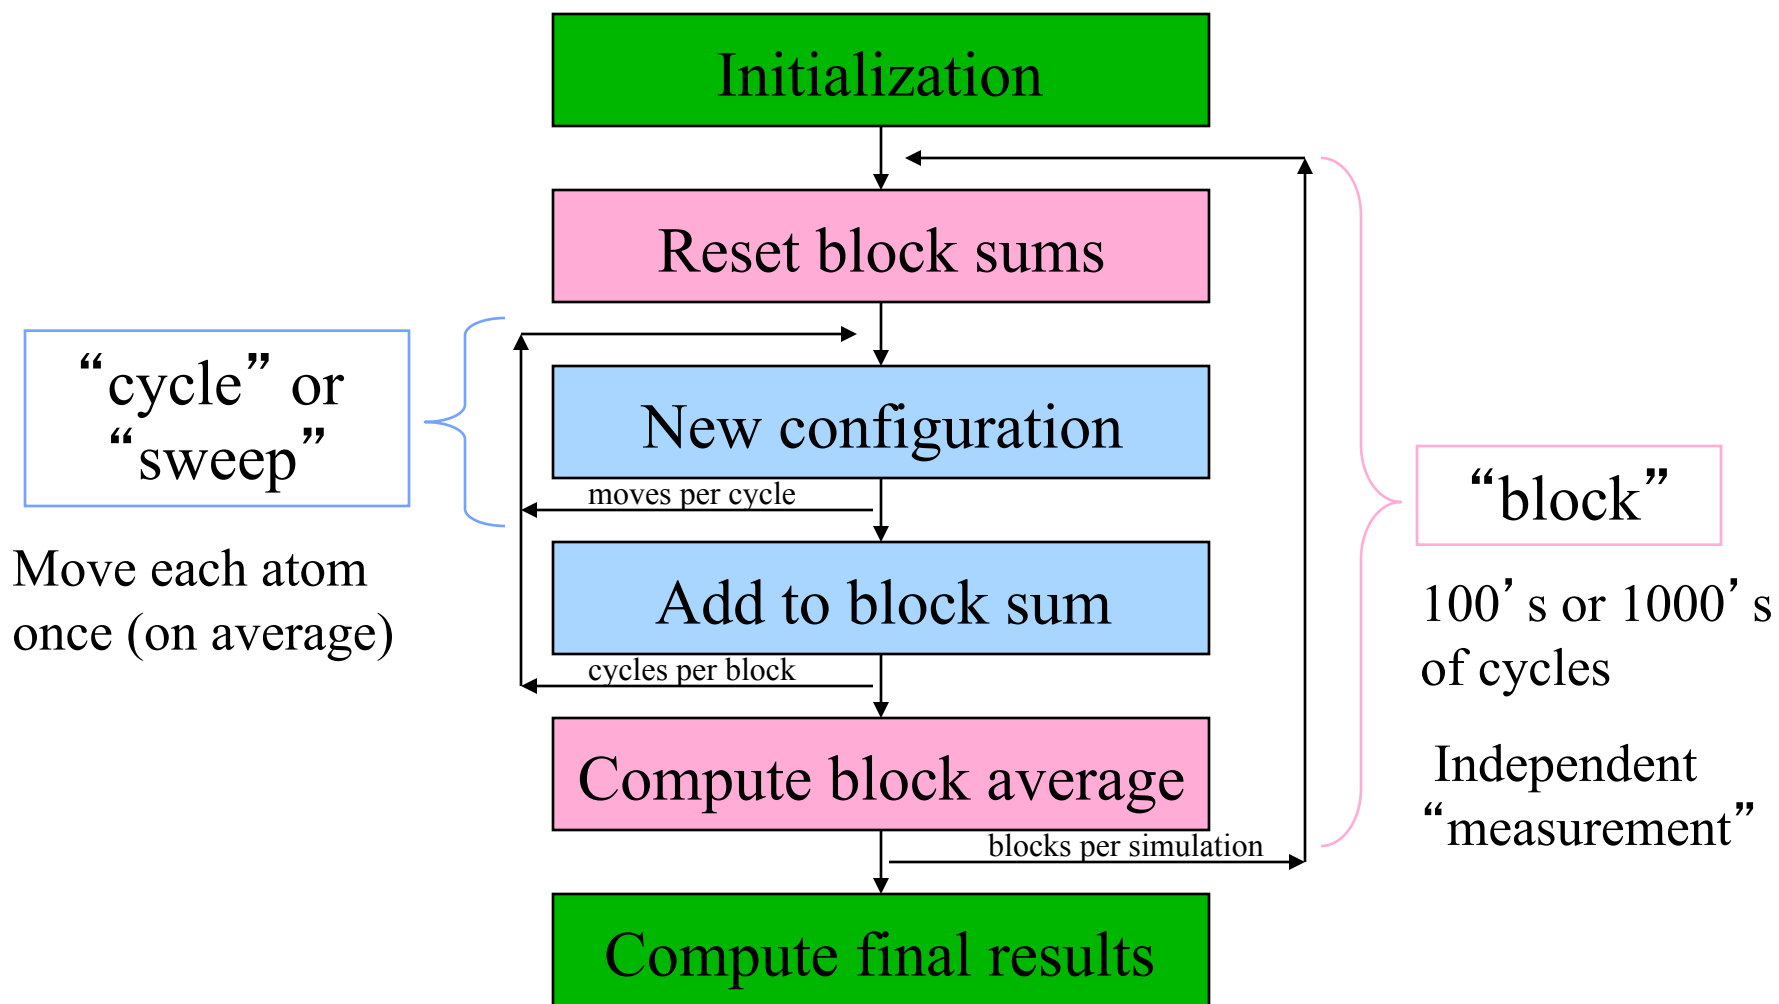 Initialization
Reset block sums
“cycle” or
“sweep”
New configuration
moves per cycle
Move each atom
once (on average)
Add to block sum
cycles per block
“block”
100’ s or 1000’ s
of cycles
Compute block average
Independent
“measurement”
blocks per simulation
Compute final results